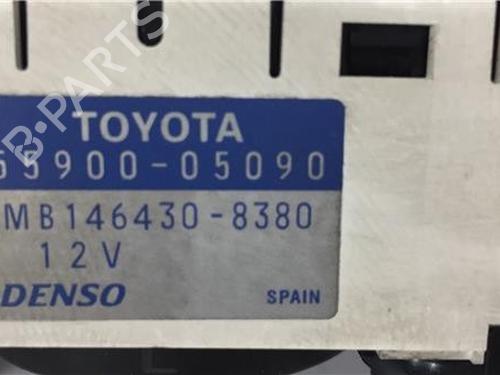 TOYOTA
55900-05090
MB146430-8380
12V
DENSO SPAIN
B-PARTS